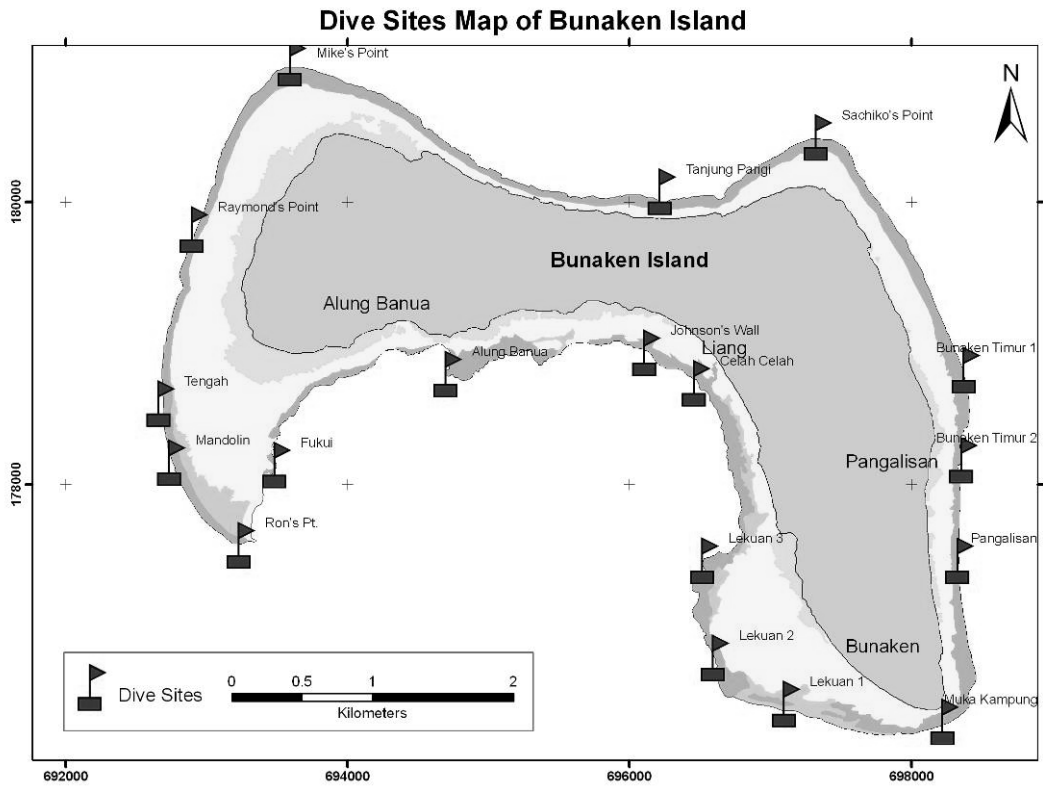 Dive Sites Map of Bunaken Island
Mike's Point
N
Sachiko's Point
Tanjung Parigi
180000
Raymond's Point
Bunaken Island
Alung Banua
Johnson's Wall
Liang
Alung Banua
Celah Celah
Bunaken Timur 1
Tengah
Mandolin
Fukui
Bunaken Timur 2
Pangalisan
178000
Ron's Pt.
Lekuan 3
Pangalisan
Lekuan 2
Bunaken
Lekuan 1
Muka Kampung
Dive Sites
0 0.5 1 2
Kilometers
692000 694000 696000 698000